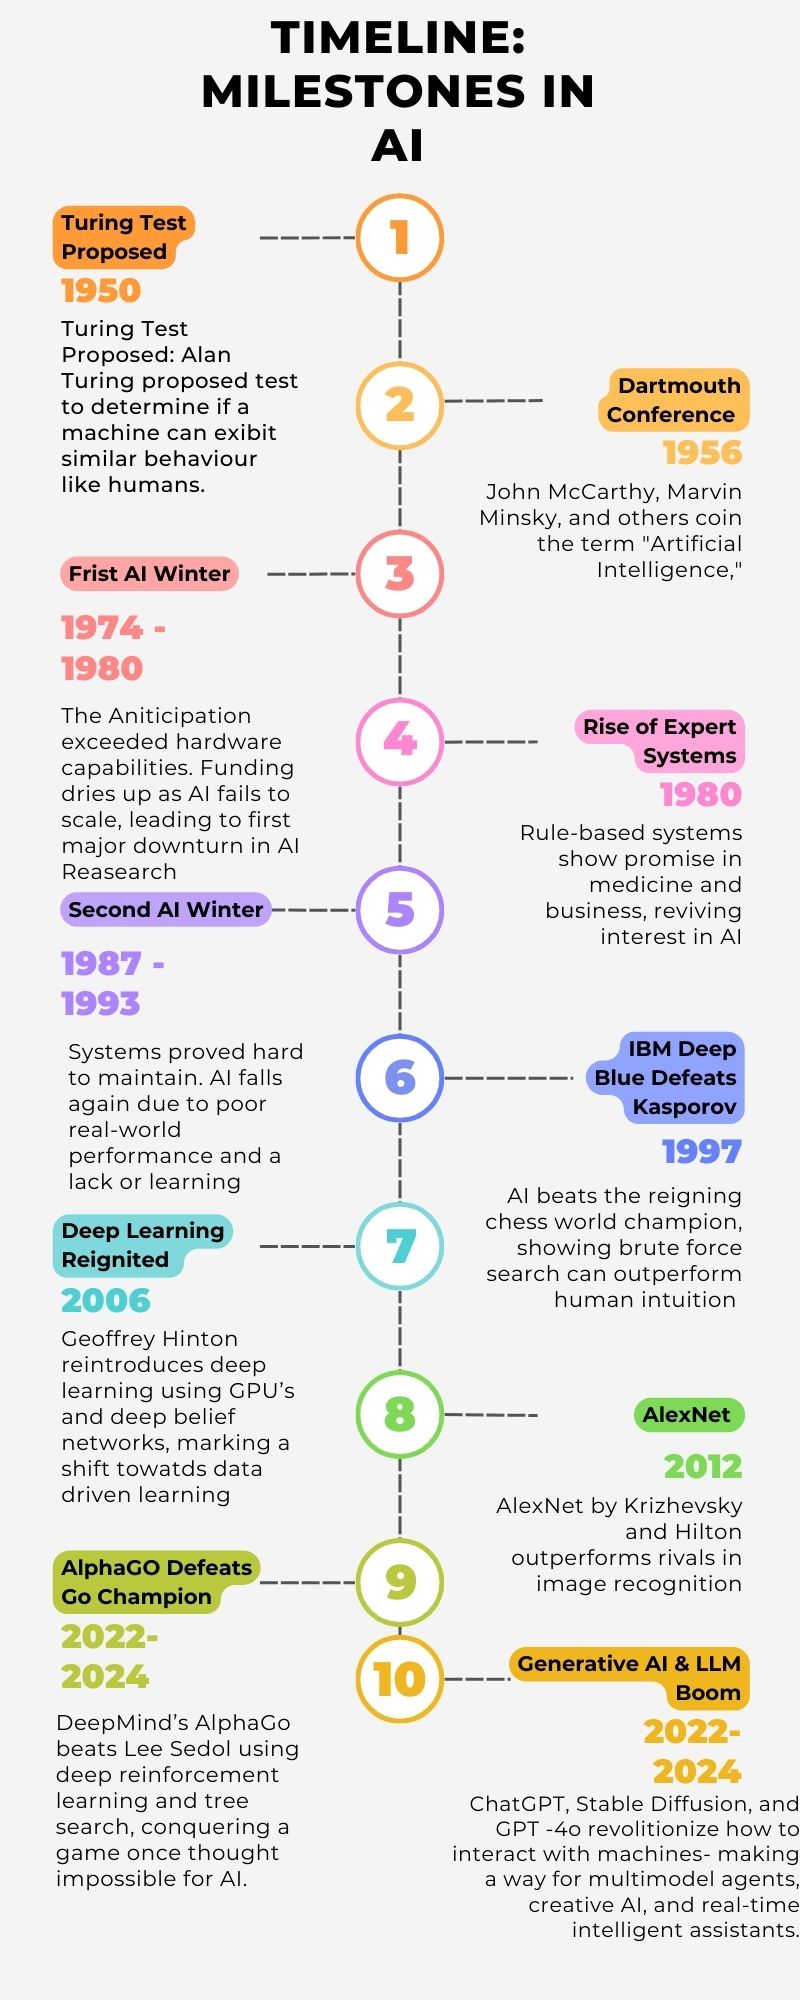 TIMELINE:
MILESTONES IN
AI
1
Turing Test
Proposed
1950
Turing Test
Proposed: Alan
Turing proposed test
to determine if a
machine can exibit
similar behaviour
like humans.
2
Dartmouth
Conference
1956
John McCarthy, Marvin
Minsky, and others coin
the term "Artificial
Intelligence,"
3
Frist AI Winter
1974 -
1980
The Aniticipation
exceeded hardware
capabilities. Funding
dries up as AI fails to
scale, leading to first
major downturn in AI
Reasearch
4
Rise of Expert
Systems
1980
Rule-based systems
show promise in
medicine and
business, reviving
interest in AI
5
Second AI Winter
1987 -
1993
Systems proved hard
to maintain. AI falls
again due to poor
real-world
performance and a
lack or learning
6
IBM Deep
Blue Defeats
Kasporov
1997
AI beats the reigning
chess world champion,
showing brute force
search can outperform
human intuition
7
Deep Learning
Reignited
2006
Geoffrey Hinton
reintroduces deep
learning using GPU’s
and deep belief
networks, marking a
shift towatds data
driven learning
8
AlexNet
2012
AlexNet by Krizhevsky
and Hilton
outperforms rivals in
image recognition
9
AlphaGO Defeats
Go Champion
2022-
2024
DeepMind’s AlphaGo
beats Lee Sedol using
deep reinforcement
learning and tree
search, conquering a
game once thought
impossible for AI.
10
Generative AI & LLM
Boom
2022-
2024
ChatGPT, Stable Diffusion, and
GPT -4o revolitionize how to
interact with machines- making
a way for multimodel agents,
creative AI, and real-time
intelligent assistants.